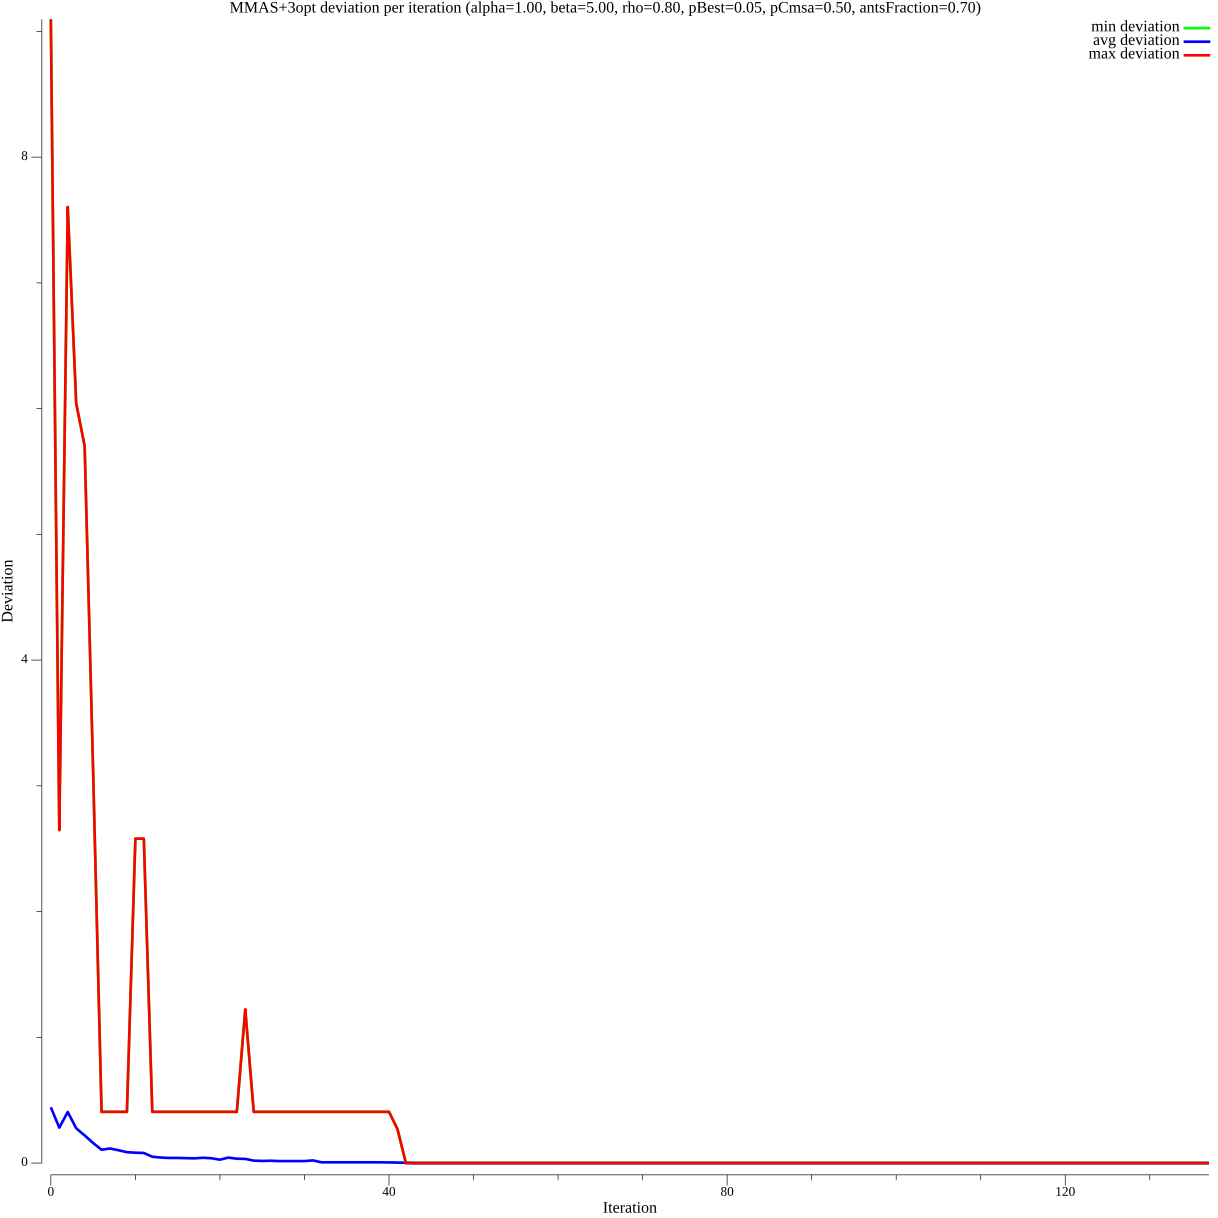 MMAS+3opt deviation per iteration (alpha=1.00, beta=5.00, rho=0.80, pBest=0.05, pCmsa=0.50, antsFraction=0.70)
min deviation
avg deviation
max deviation
8
4
0
Deviation
0 40 80 120
Iteration